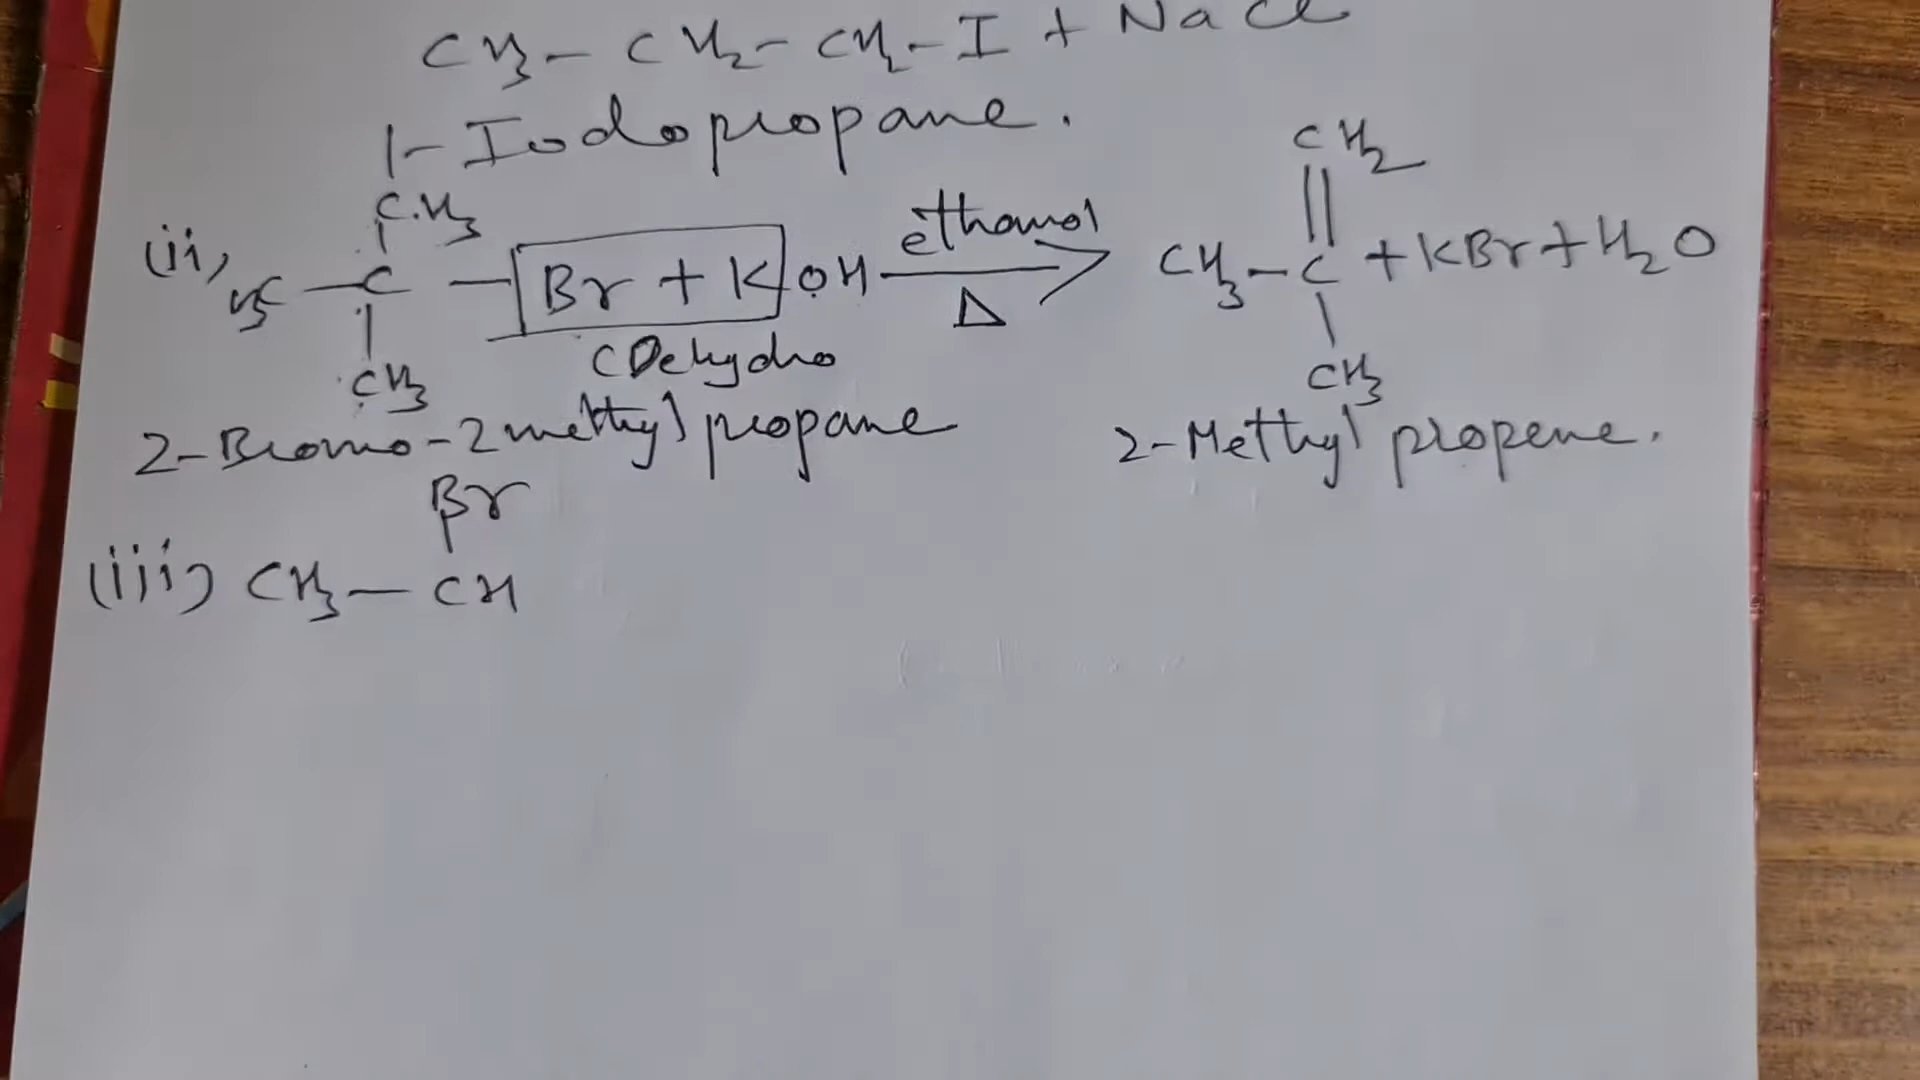 CH3 - CH2 - CH2 - I + NaCl
1- Iodopropane.
CH3
CH2
(ii) H3C - C - Br + KOH ethanol Δ CH3 - C + KBr + H2O
CH3
(Dehydro
CH3
2-Bromo-2methyl propane
2-Methyl propene.
Br
(iii) CH3 - CH